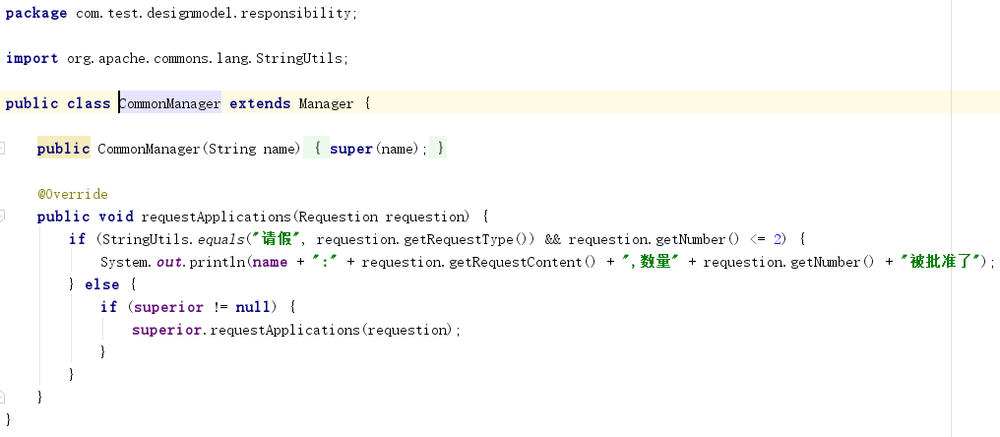 package com.test.designmodel.responsibility;
import org.apache.commons.lang.StringUtils;
public class CommonManager extends Manager {
public CommonManager(String name) { super(name); }
@Override
public void requestApplications(Requestion requestion) {
if (StringUtils.equals("请假", requestion.getRequestType()) && requestion.getNumber() <= 2) {
System.out.println(name + ":" + requestion.getRequestContent() + ",数量" + requestion.getNumber() + "被批准了");
} else {
if (superior != null) {
superior.requestApplications(requestion);
}
}
}
}